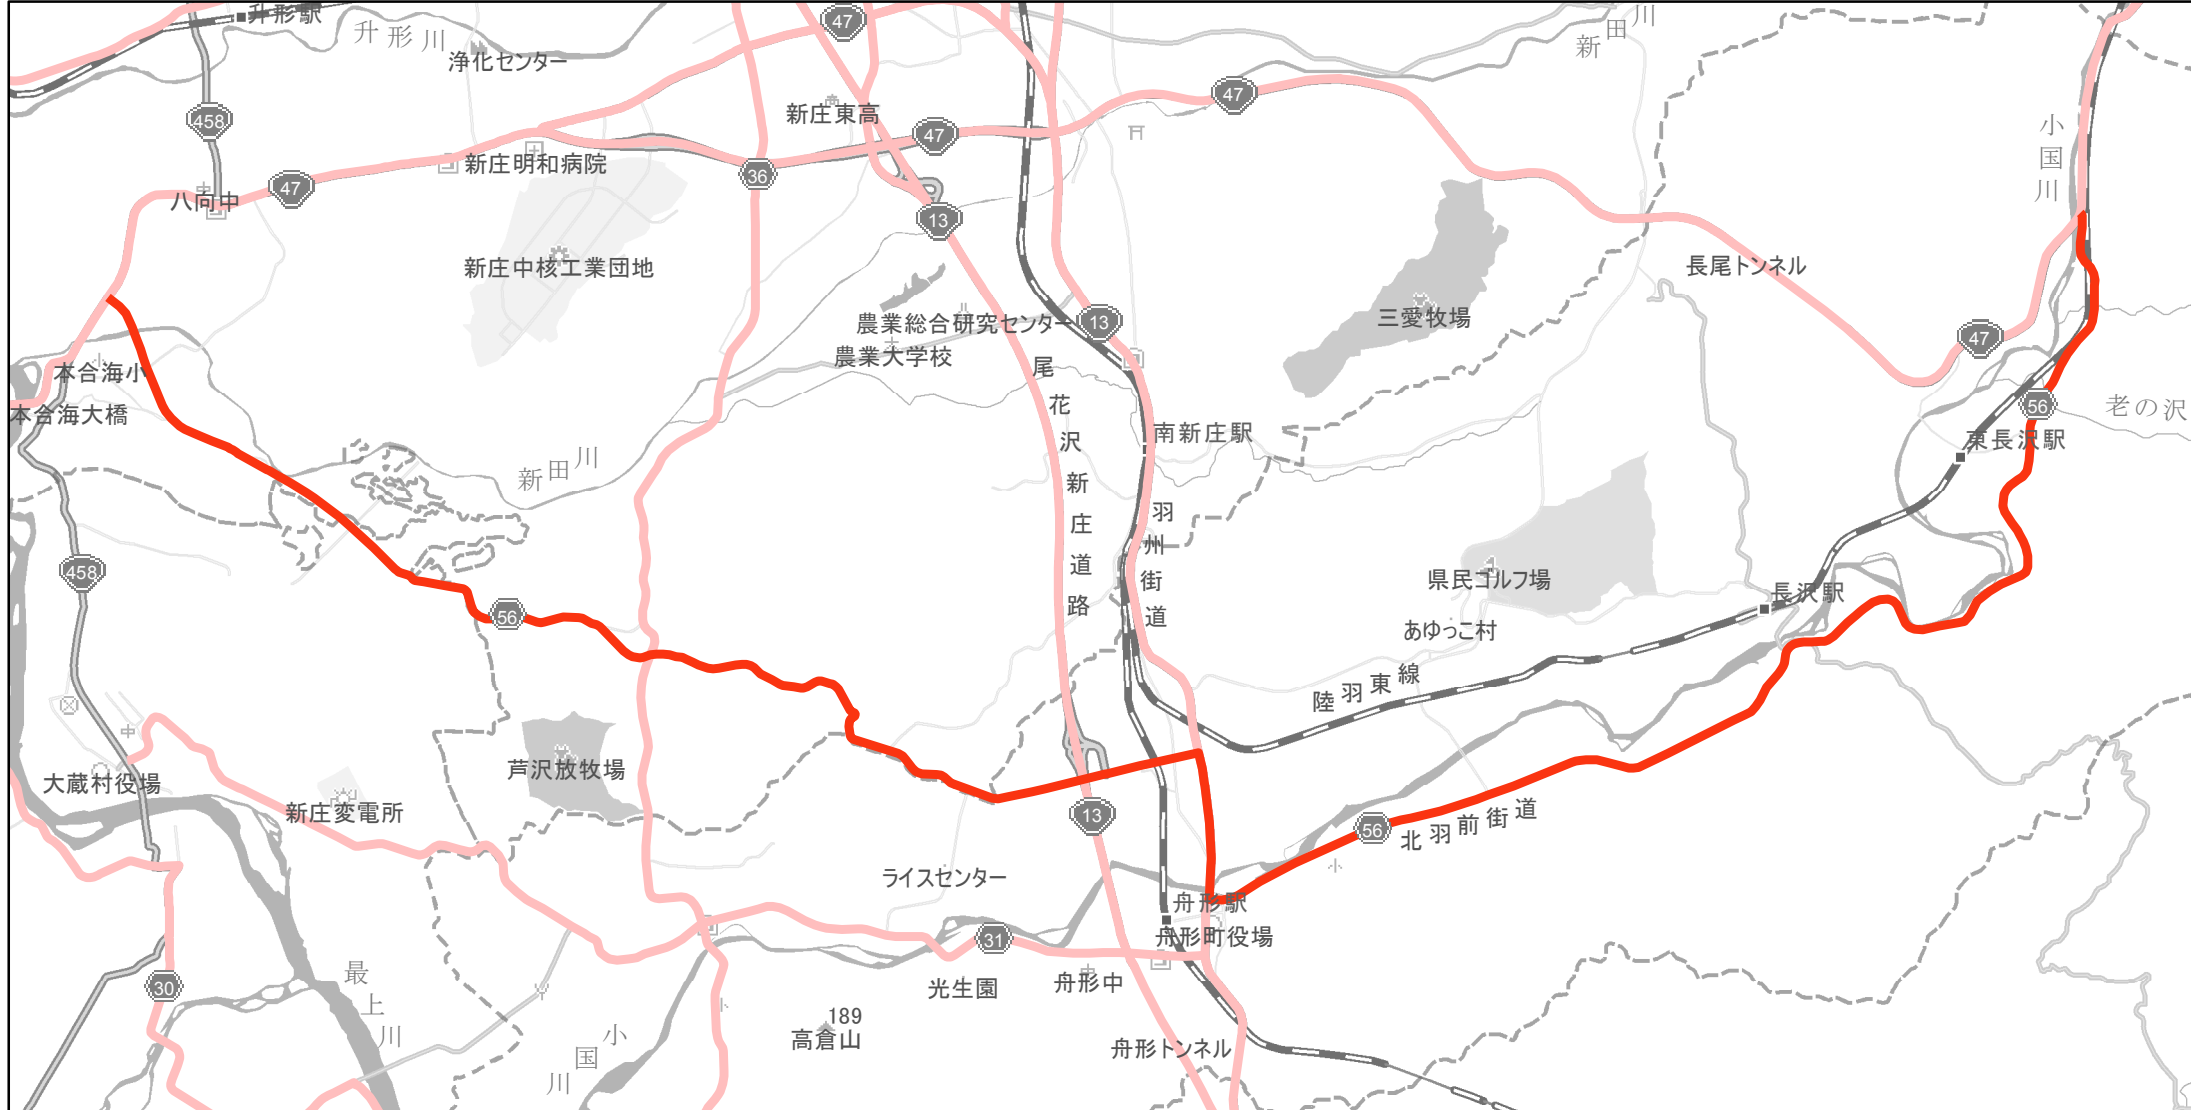 升形駅
升形川
浄化センター
47
新田川
458
新庄東高
47
47
小国川
新庄明和病院
36
47
八向中
13
新庄中核工業団地
長尾トンネル
三愛牧場
農業総合研究センター
13
47
農業大学校
本合海小
尾花沢新庄道路
56
老の沢
本合海大橋
南新庄駅
東長沢駅
新田川
羽州街道
458
県民ゴルフ場
長沢駅
56
あゆっこ村
陸羽東線
芦沢放牧場
大蔵村役場
新庄変電所
13
56
北羽前街道
ライスセンター
舟形駅
31
舟形町役場
最上川
30
光生園
舟形中
189
高倉山
小国川
舟形トンネル